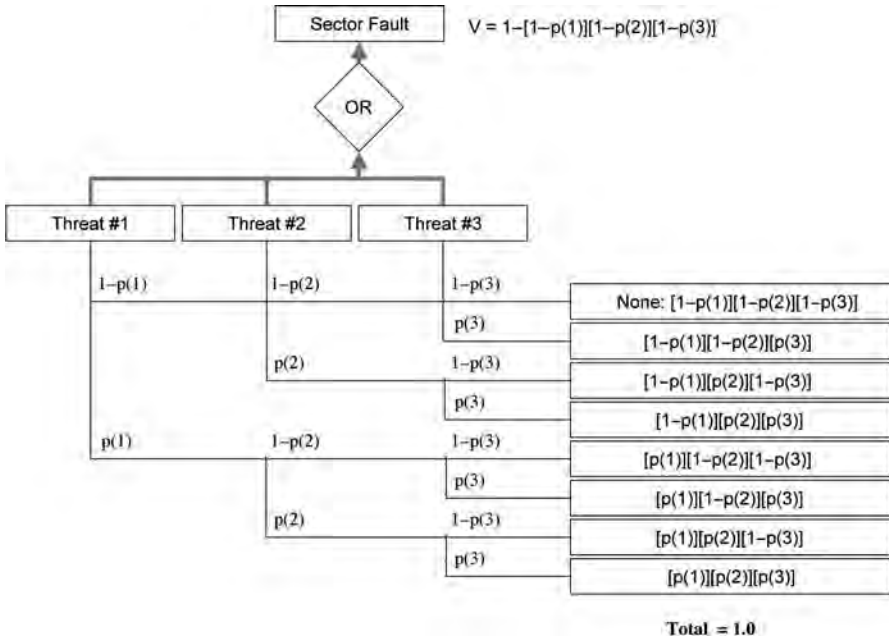 Sector Fault
V = 1–[1–p(1)][1–p(2)][1–p(3)]
OR
Threat #1
Threat #2
Threat #3
1–p(1)
1–p(2)
1–p(3)
None: [1–p(1)][1–p(2)][1–p(3)]
p(3)
[1–p(1)][1–p(2)][p(3)]
p(2)
1–p(3)
[1–p(1)][p(2)][1–p(3)]
p(3)
[1–p(1)][p(2)][p(3)]
p(1)
1–p(2)
1–p(3)
[p(1)][1–p(2)][1–p(3)]
p(3)
[p(1)][1–p(2)][p(3)]
p(2)
1–p(3)
[p(1)][p(2)][1–p(3)]
p(3)
[p(1)][p(2)][p(3)]
Total = 1.0